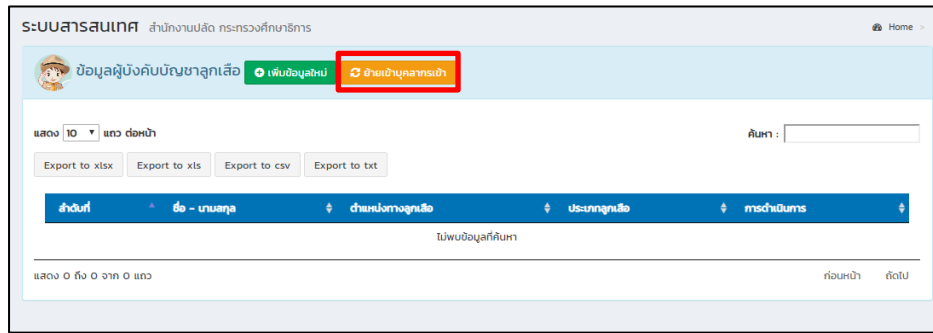 ระบบสารสนเทศ สำนักงานปลัด กระทรวงศึกษาธิการ
Home >
ข้อมูลผู้บังคับบัญชาลูกเสือ เพิ่มข้อมูลใหม่ ย้ายเข้าบุคลากรเข้า
แสดง 10 แถว ต่อหน้า
ค้นหา :
Export to xlsx Export to xls Export to csv Export to txt
ลำดับที่ ชื่อ - นามสกุล ตำแหน่งทางลูกเสือ ประเภทลูกเสือ การดำเนินการ
ไม่พบข้อมูลที่ค้นหา
แสดง 0 ถึง 0 จาก 0 แถว
ก่อนหน้า ถัดไป